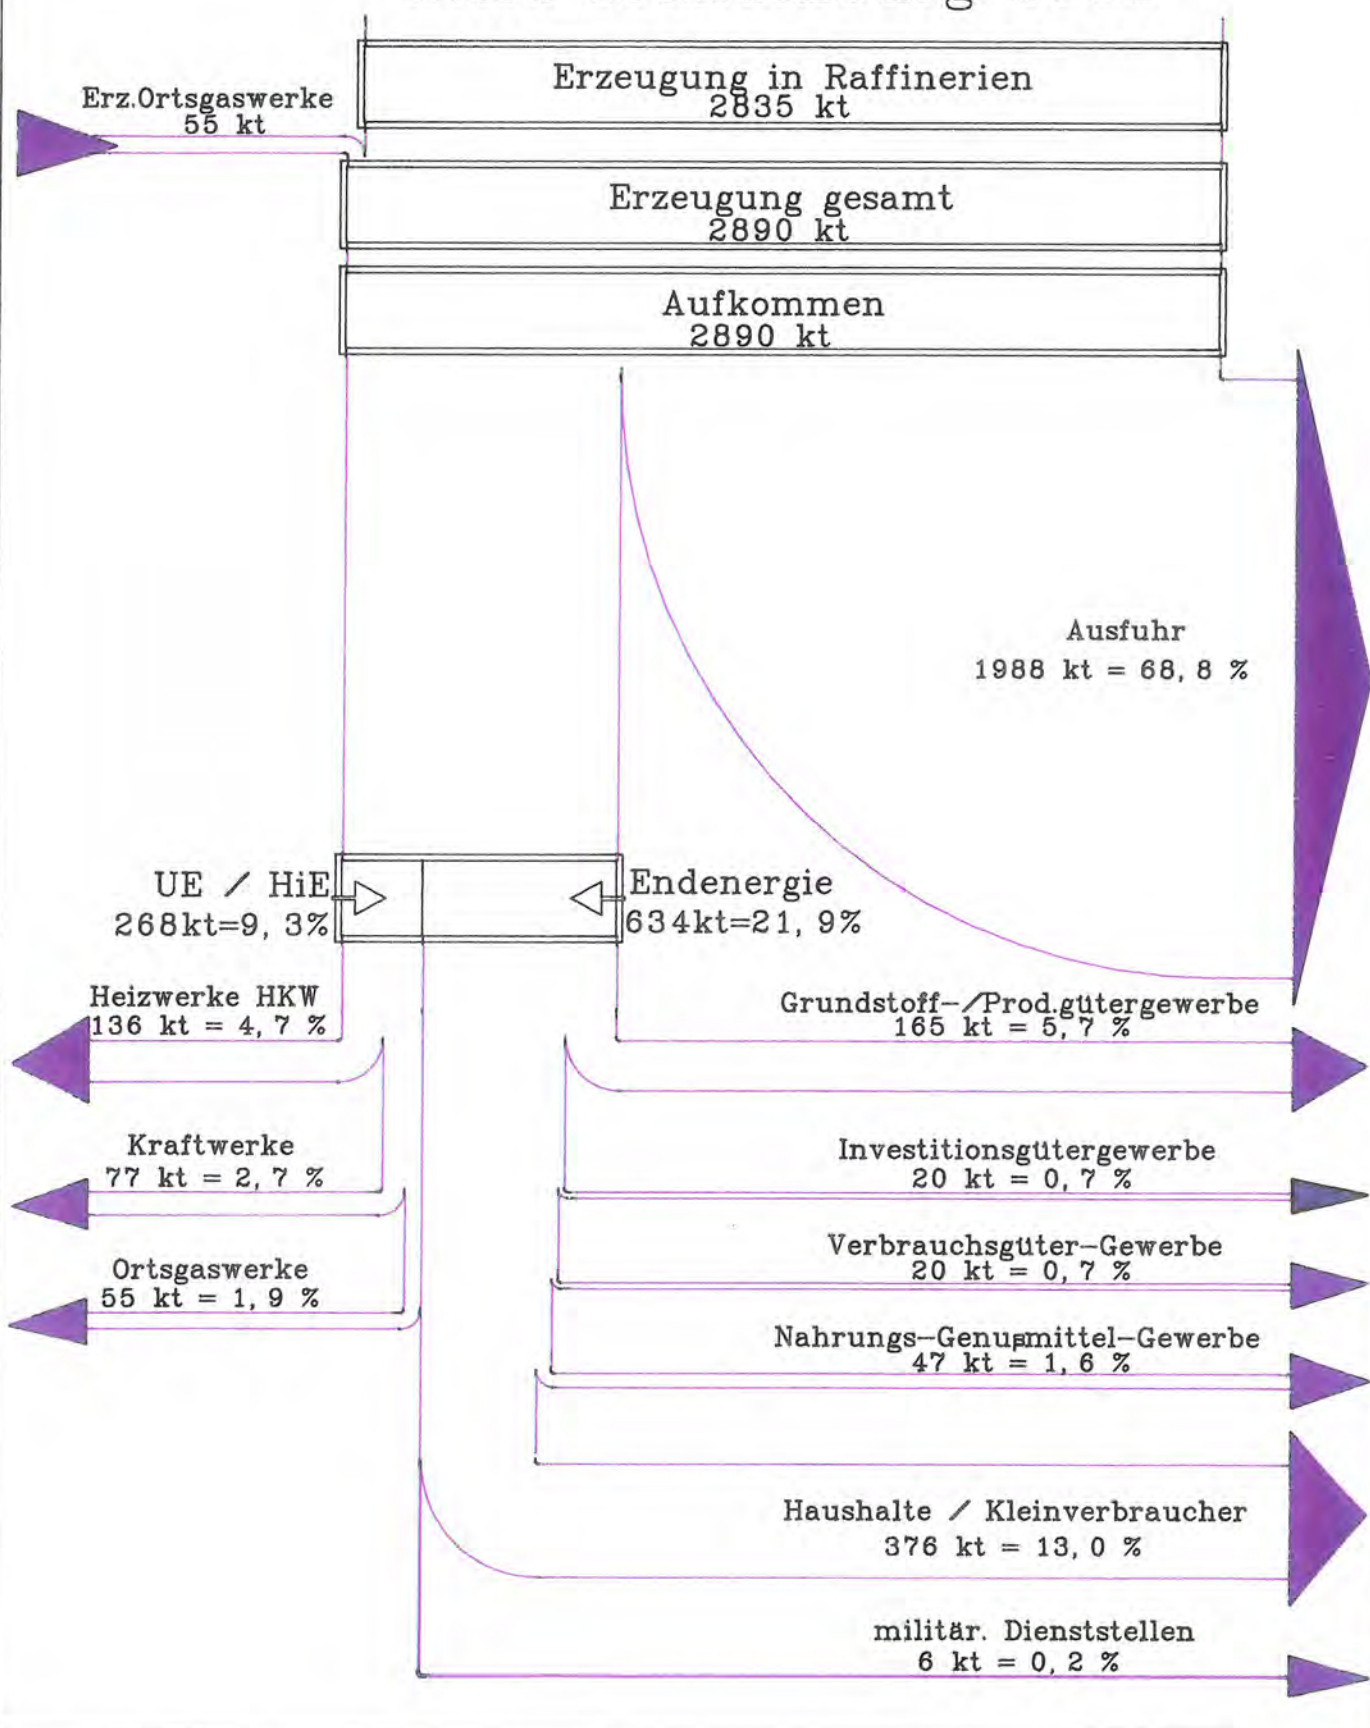 Erzeugung in Raffinerien
2835 kt
Erz.Ortsgaswerke
55 kt
Erzeugung gesamt
2890 kt
Aufkommen
2890 kt
Ausfuhr
1988 kt = 68,8 %
UE / HiE
268kt=9,3%
Endenergie
634kt=21,9%
Heizwerke HKW
136 kt = 4,7 %
Grundstoff-/Prod.gütergewerbe
165 kt = 5,7 %
Kraftwerke
77 kt = 2,7 %
Investitionsgütergewerbe
20 kt = 0,7 %
Ortsgaswerke
55 kt = 1,9 %
Verbrauchsgüter-Gewerbe
20 kt = 0,7 %
Nahrungs-Genußmittel-Gewerbe
47 kt = 1,6 %
Haushalte / Kleinverbraucher
376 kt = 13,0 %
militär. Dienststellen
6 kt = 0,2 %